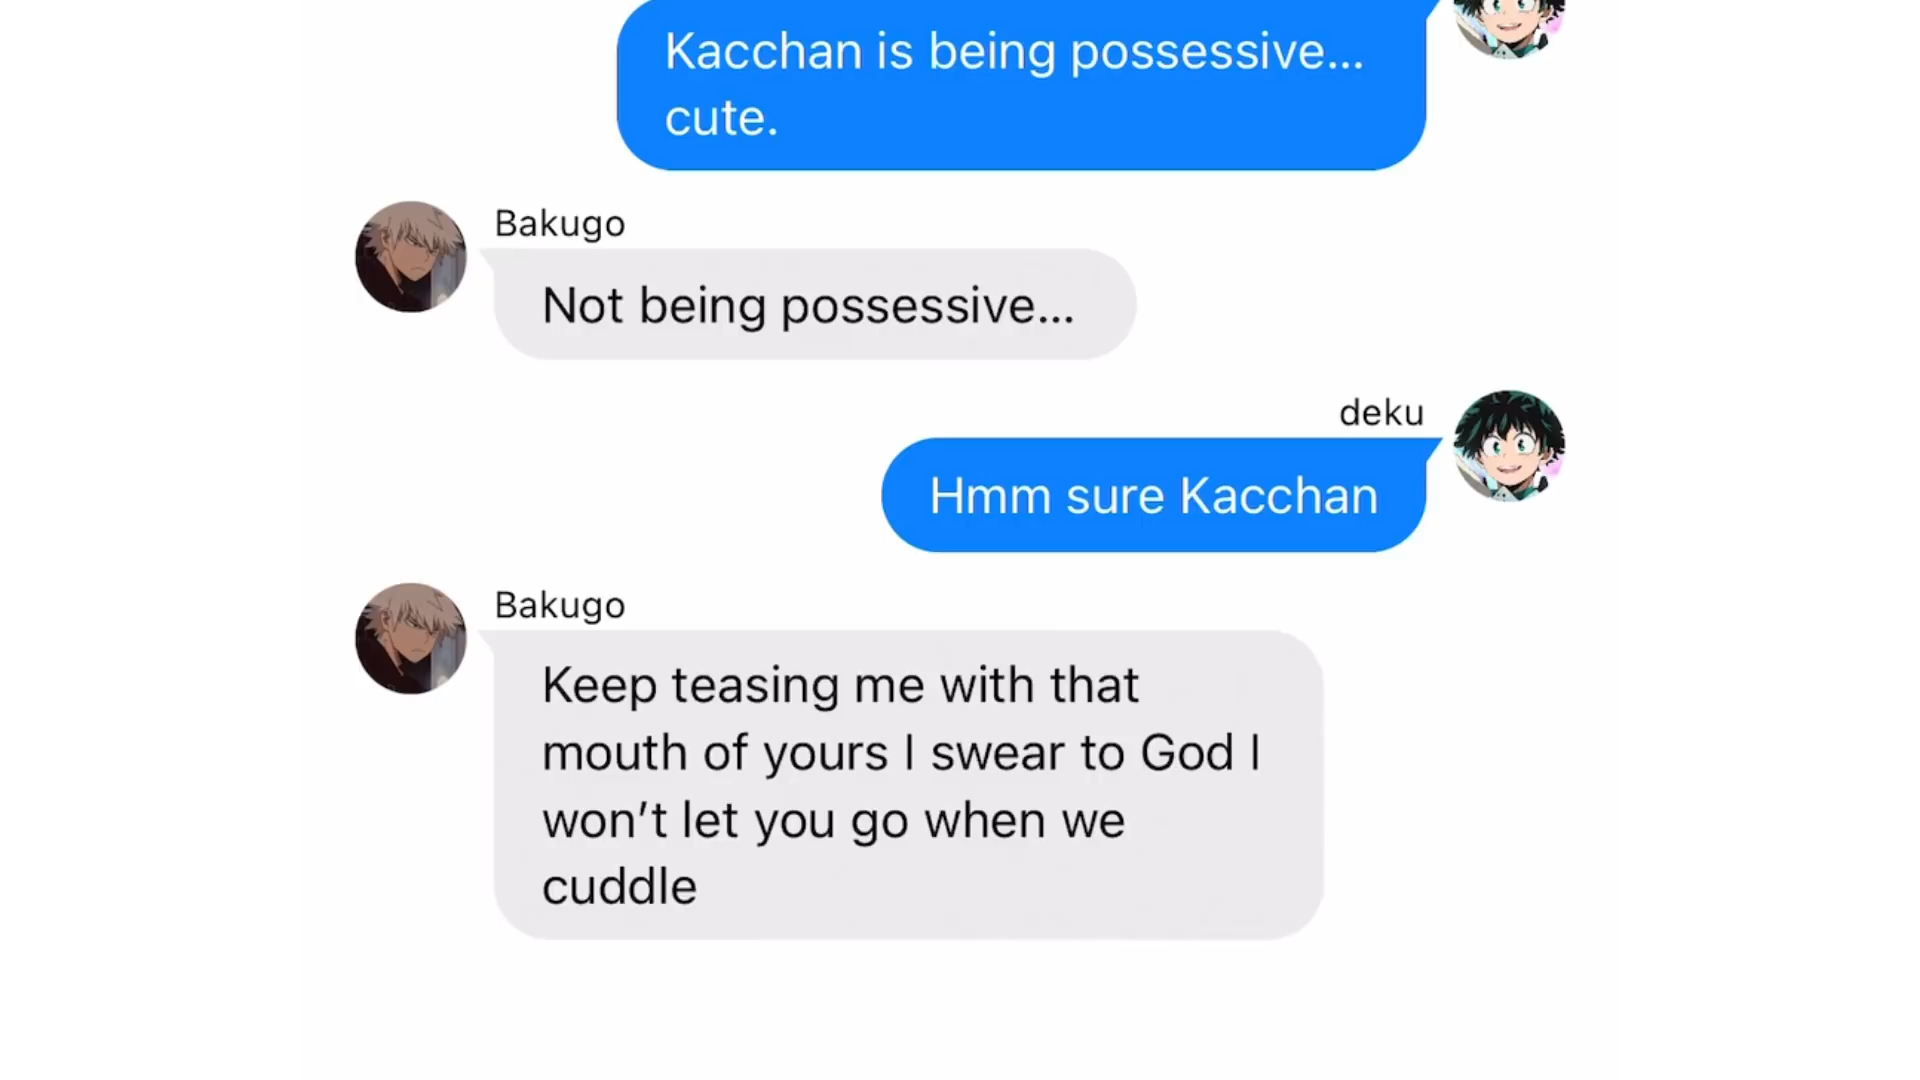 Kacchan is being possessive...
cute.
Bakugo
Not being possessive...
deku
Hmm sure Kacchan
Bakugo
Keep teasing me with that
mouth of yours I swear to God I
won’t let you go when we
cuddle